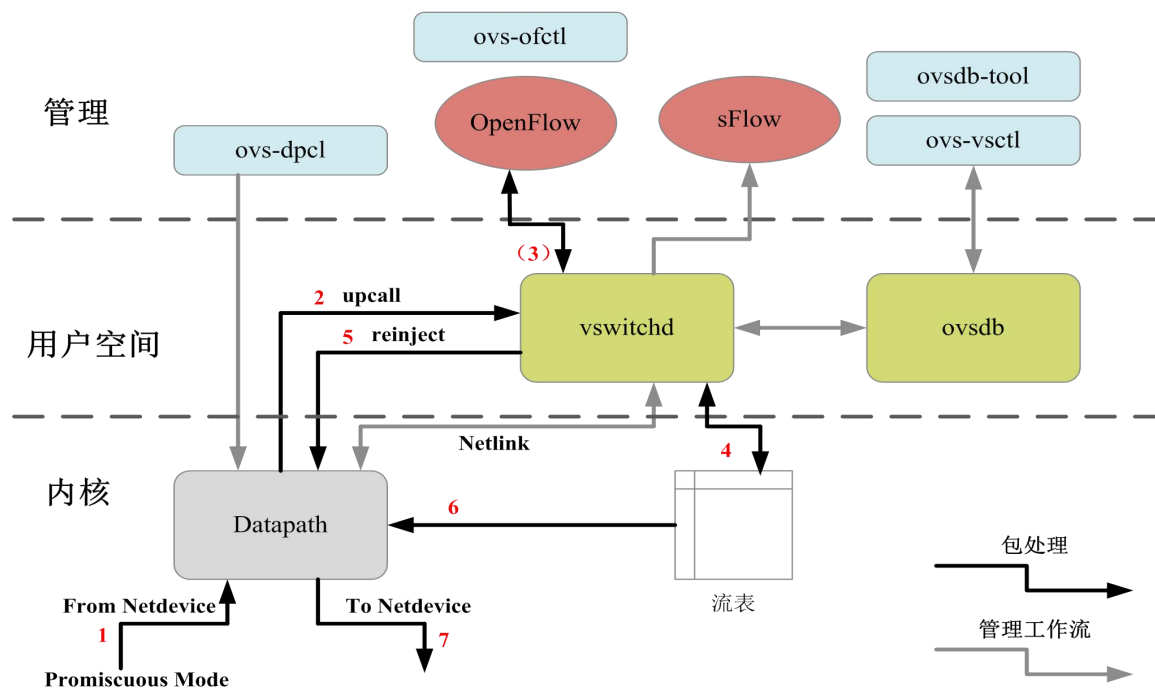 ovs-ofctl
ovsdb-tool
管理
OpenFlow
sFlow
ovs-dpcl
ovs-vsctl
（3）
2 upcall
用户空间
5 reinject
vswitchd
ovsdb
Netlink
4
内核
Datapath
6
包处理
From Netdevice
To Netdevice
流表
1
7
管理工作流
Promiscuous Mode